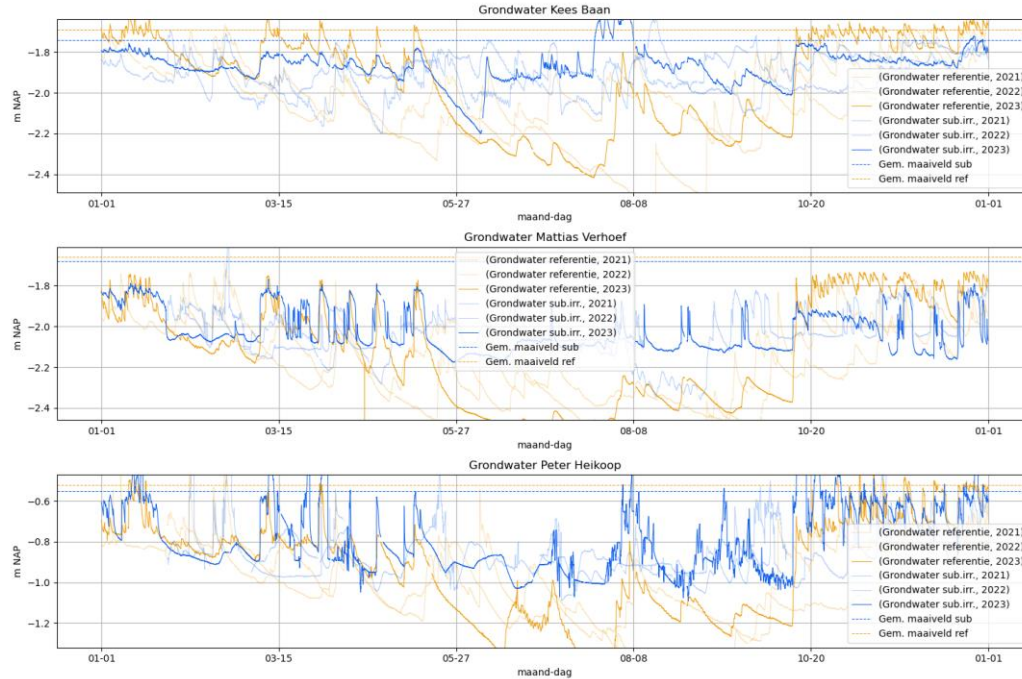 Grondwater Kees Baan
m NAP
−1.8
−2.0
−2.2
−2.4
(Grondwater referentie, 2021)
(Grondwater referentie, 2022)
(Grondwater referentie, 2023)
(Grondwater sub.irr., 2021)
(Grondwater sub.irr., 2022)
(Grondwater sub.irr., 2023)
Gem. maaiveld sub
Gem. maaiveld ref
01-01 03-15 05-27 08-08 10-20 01-01
maand-dag
Grondwater Mattias Verhoef
m NAP
−1.8
−2.0
−2.2
−2.4
(Grondwater referentie, 2021)
(Grondwater referentie, 2022)
(Grondwater referentie, 2023)
(Grondwater sub.irr., 2021)
(Grondwater sub.irr., 2022)
(Grondwater sub.irr., 2023)
Gem. maaiveld sub
Gem. maaiveld ref
01-01 03-15 05-27 08-08 10-20 01-01
maand-dag
Grondwater Peter Heikoop
m NAP
−0.6
−0.8
−1.0
−1.2
(Grondwater referentie, 2021)
(Grondwater referentie, 2022)
(Grondwater referentie, 2023)
(Grondwater sub.irr., 2021)
(Grondwater sub.irr., 2022)
(Grondwater sub.irr., 2023)
Gem. maaiveld sub
Gem. maaiveld ref
01-01 03-15 05-27 08-08 10-20 01-01
maand-dag